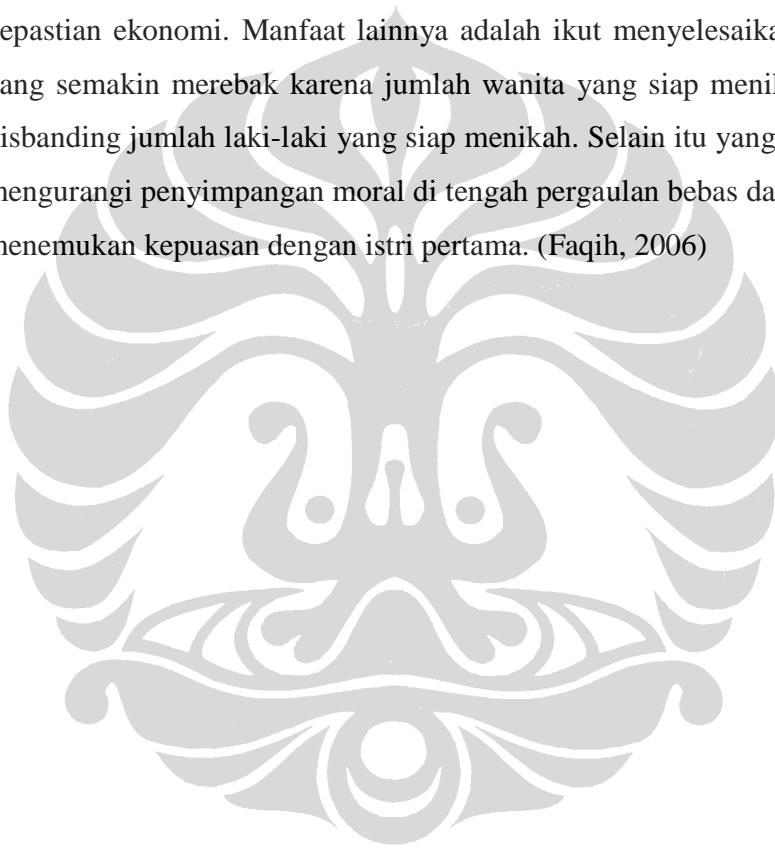 epastian ekonomi. Manfaat lainnya adalah ikut menyelesaika
ang semakin merebak karena jumlah wanita yang siap menil
isbanding jumlah laki-laki yang siap menikah. Selain itu yang
nengurangi penyimpangan moral di tengah pergaulan bebas da
nenemukan kepuasan dengan istri pertama. (Faqih, 2006)